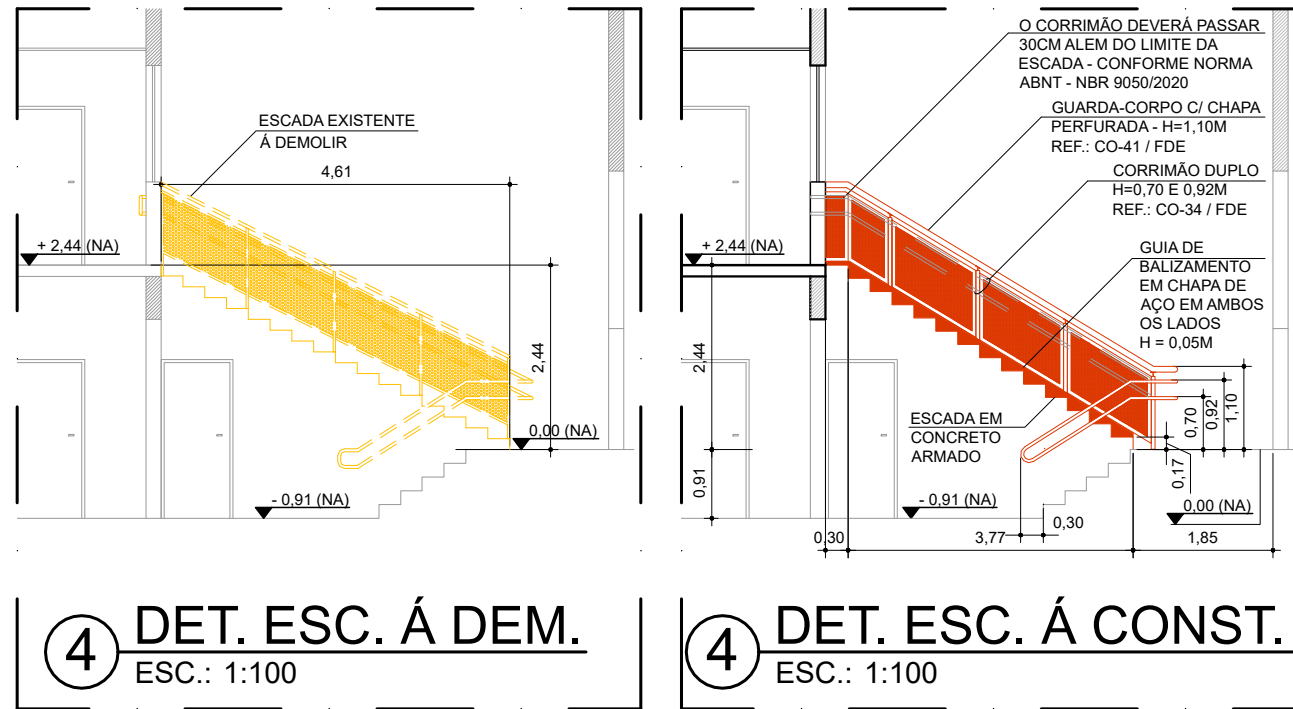 ESCADA EXISTENTE
Á DEMOLIR
4,61
+ 2,44 (NA)
2,44
0,00 (NA)
- 0,91 (NA)
4
DET. ESC. Á DEM.
ESC.: 1:100
O CORRIMÃO DEVERÁ PASSAR
30CM ALEM DO LIMITE DA
ESCADA - CONFORME NORMA
ABNT - NBR 9050/2020
GUARDA-CORPO C/ CHAPA
PERFURADA - H=1,10M
REF.: CO-41 / FDE
CORRIMÃO DUPLO
H=0,70 E 0,92M
REF.: CO-34 / FDE
GUIA DE
BALIZAMENTO
EM CHAPA DE
AÇO EM AMBOS
OS LADOS
H = 0,05M
+ 2,44 (NA)
2,44
ESCADA EM
CONCRETO
ARMADO
0,70
0,92
1,10
0,17
0,91
- 0,91 (NA)
0,00 (NA)
0,30
3,77
0,30
1,85
4
DET. ESC. Á CONST.
ESC.: 1:100